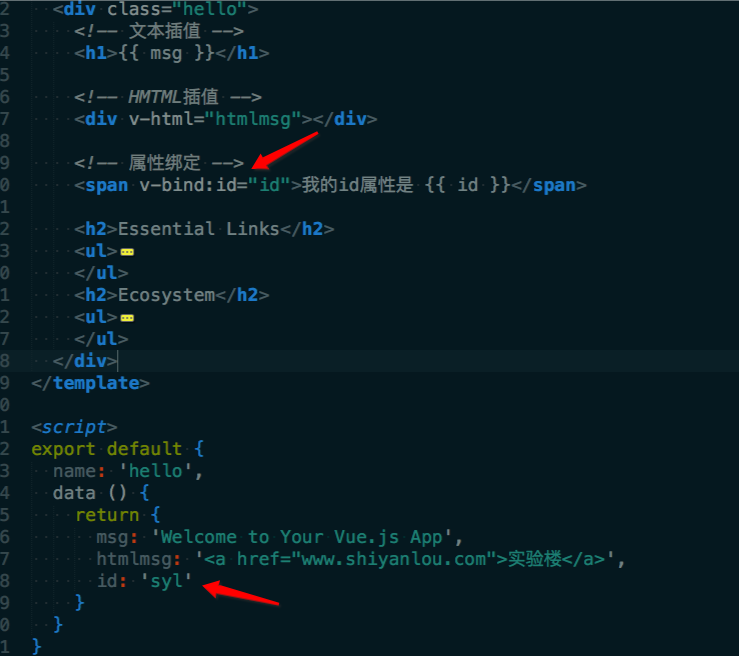 2 <div class="hello">
3 <!-- 文本插值 -->
4 <h1>{{ msg }}</h1>
5
6 <!-- HMTML插值 -->
7 <div v-html="htmlmsg"></div>
8
9 <!-- 属性绑定 -->
0 <span v-bind:id="id">我的id属性是 {{ id }}</span>
1
2 <h2>Essential Links</h2>
3 <ul>
0 </ul>
1 <h2>Ecosystem</h2>
2 <ul>
7 </ul>
8 </div>
9 </template>
0
1 <script>
2 export default {
3 name: 'hello',
4 data () {
5 return {
6 msg: 'Welcome to Your Vue.js App',
7 htmlmsg: '<a href="www.shiyanlou.com">实验楼</a>',
8 id: 'syl'
9 }
0 }
1 }